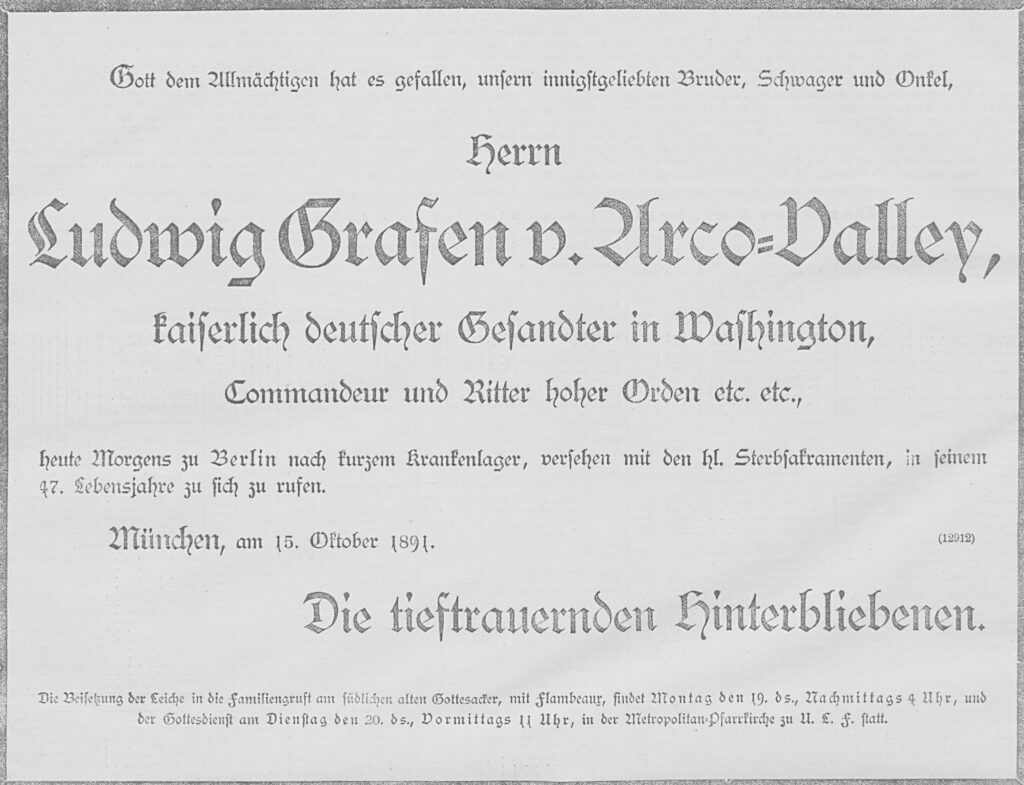 Gott dem Allmächtigen hat es gefallen, unsern innigstgeliebten Bruder, Schwager und Onkel,
Herrn
Ludwig Grafen v. Arco-Valley,
kaiserlich deutscher Gesandter in Washington,
Commandeur und Ritter hoher Orden etc. etc.,
heute Morgens zu Berlin nach kurzem Krankenlager, versehen mit den hl. Sterbsakramenten, in seinem
47. Lebensjahre zu sich zu rufen.
München, am 15. Oktober 1891.
(12912)
Die tieftrauernden Hinterbliebenen.
Die Beisetzung der Leiche in die Familiengruft am südlichen alten Gottesacker, mit Flambeaux, findet Montag den 19. ds., Nachmittags 4 Uhr, und
der Gottesdienst am Dienstag den 20. ds., Vormittags 11 Uhr, in der Metropolitan-Pfarrkirche zu U. L. F. statt.